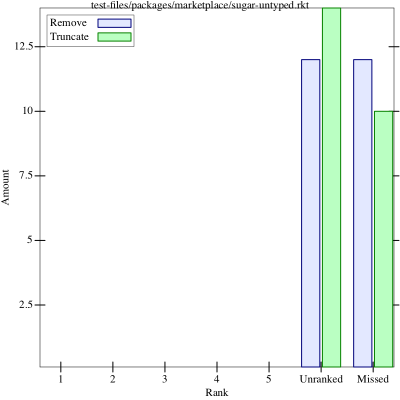 test-files/packages/marketplace/sugar-untyped.rkt
Remove
Truncate
12.5
10
7.5
5
2.5
Amount
1 2 3 4 5 Unranked Missed
Rank